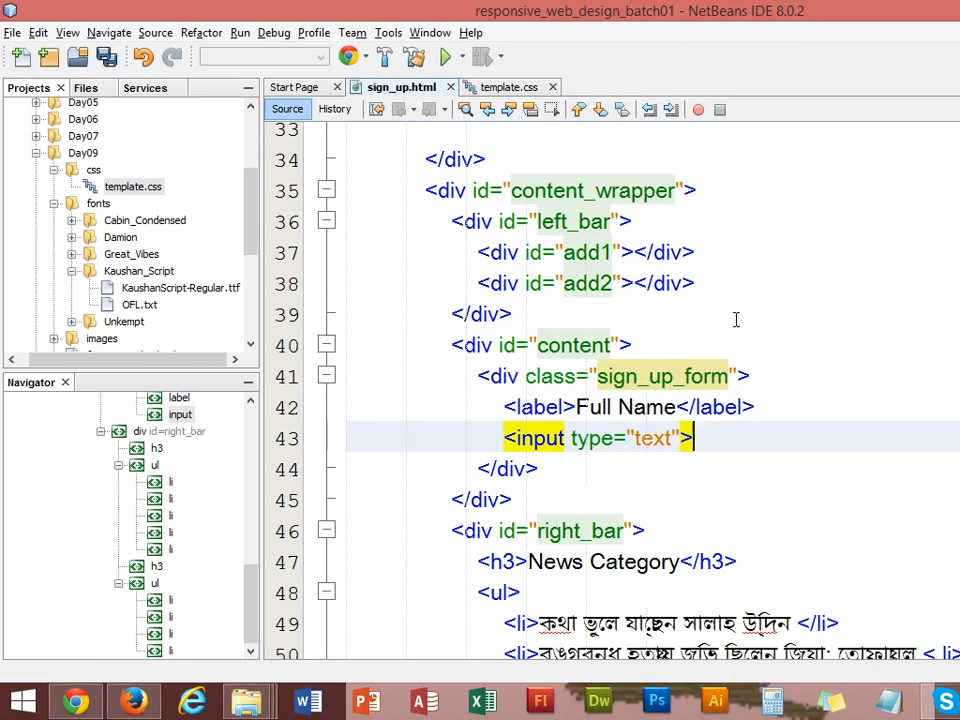 responsive_web_design_batch01 - NetBeans IDE 8.0.2
File Edit View Navigate Source Refactor Run Debug Profile Team Tools Window Help
Projects Files Services
Start Page sign_up.html template.css
Source History
Day05
Day06
Day07
Day09
css
template.css
fonts
Cabin_Condensed
Damion
Great_Vibes
Kaushan_Script
KaushanScript-Regular.ttf
OFL.txt
Unkempt
images
Navigator
label
input
div id=right_bar
h3
ul
li
li
li
li
li
h3
ul
li
li
li
li
33
34 </div>
35 <div id="content_wrapper">
36 <div id="left_bar">
37 <div id="add1"></div>
38 <div id="add2"></div>
39 </div>
40 <div id="content">
41 <div class="sign_up_form">
42 <label>Full Name</label>
43 <input type="text">
44 </div>
45 </div>
46 <div id="right_bar">
47 <h3>News Category</h3>
48 <ul>
49 <li>কথা ভুলে যাচ্ছেন সালাহ উদ্দিন </li>
50 <li>